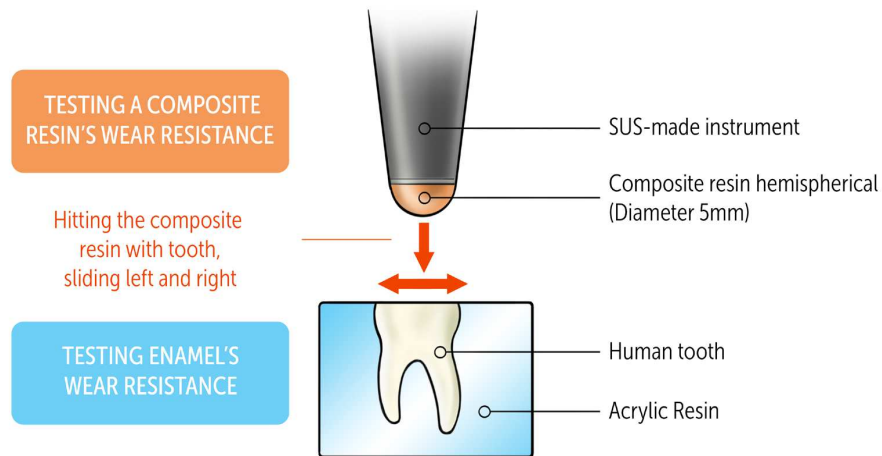 TESTING A COMPOSITE
RESIN'S WEAR RESISTANCE
Hitting the composite
resin with tooth,
sliding left and right
TESTING ENAMEL'S
WEAR RESISTANCE
SUS-made instrument
Composite resin hemispherical
(Diameter 5mm)
Human tooth
Acrylic Resin